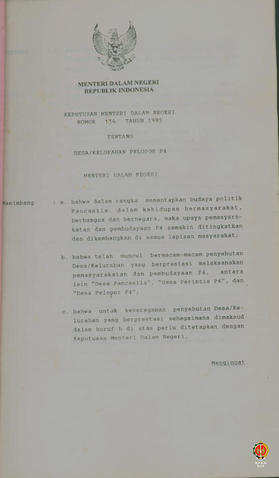 MENTERI DALAM NEGERI
REPUBLIK INDONESIA
KEPUTUSAN MENTERI DALAM NEGERI
NOMOR 134 TAHUN 1995
TENTANG
DESA/KELURAHAN PELOPOR P4
MENTERI DALAM NEGERI
Menimbang : a. bahwa dalam rangka memantapkan budaya politik
Pancasila dalam kehidupan bermasyarakat,
berbangsa dan bernegara, maka upaya pemasyara-
katan dan pembudayaan P4 semakin ditingkatkan
dan dikembangkan di semua lapisan masyarakat;
b. bahwa telah muncul bermacam-macam penyebutan
Desa/Kelurahan yang berprestasi melaksanakan
pemasyarakatan dan pembudayaan P4, antara
lain "Desa Pancasila", "Desa Perintis P4", dan
"Desa Pelopor P4";
c. bahwa untuk keseragaman penyebutan Desa/Ke-
lurahan yang berprestasi sebagaimana dimaksud
dalam huruf b di atas perlu ditetapkan dengan
Keputusan Menteri Dalam Negeri.
Mengingat